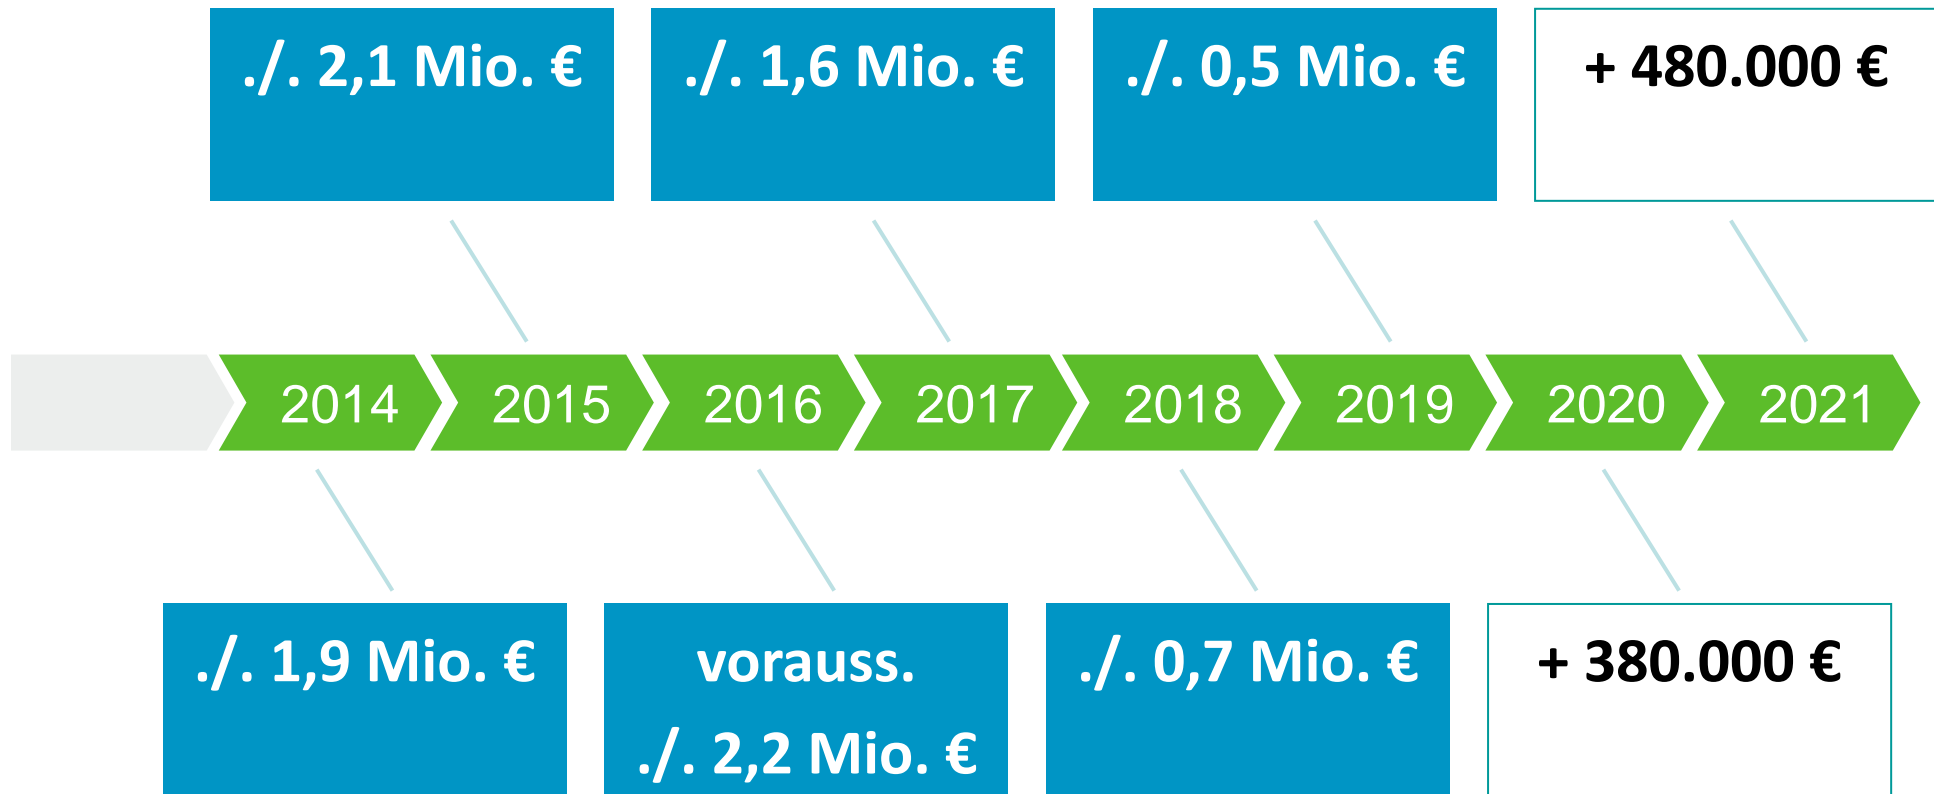 ./. 2,1 Mio. €
./. 1,6 Mio. €
./. 0,5 Mio. €
+ 480.000 €
2014
2015
2016
2017
2018
2019
2020
2021
./. 1,9 Mio. €
vorauss.
./. 2,2 Mio. €
./. 0,7 Mio. €
+ 380.000 €